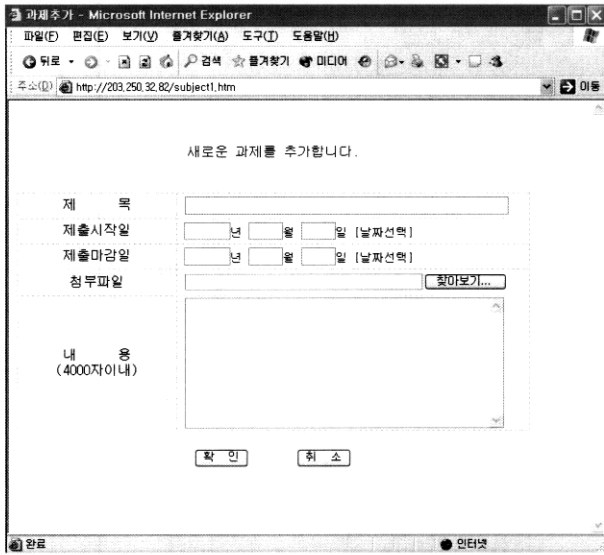 과제추가 - Microsoft Internet Explorer
파일(F) 편집(E) 보기(V) 즐겨찾기(A) 도구(T) 도움말(H)
뒤로 검색 즐겨찾기 미디어
주소(D) http://203.250.32.82/subject1.htm 이동
새로운 과제를 추가합니다.
제 목
제출시작일 년 월 일 [날짜선택]
제출마감일 년 월 일 [날짜선택]
첨부파일 찾아보기...
내 용
(4000자이내)
확 인 취 소
완료 인터넷